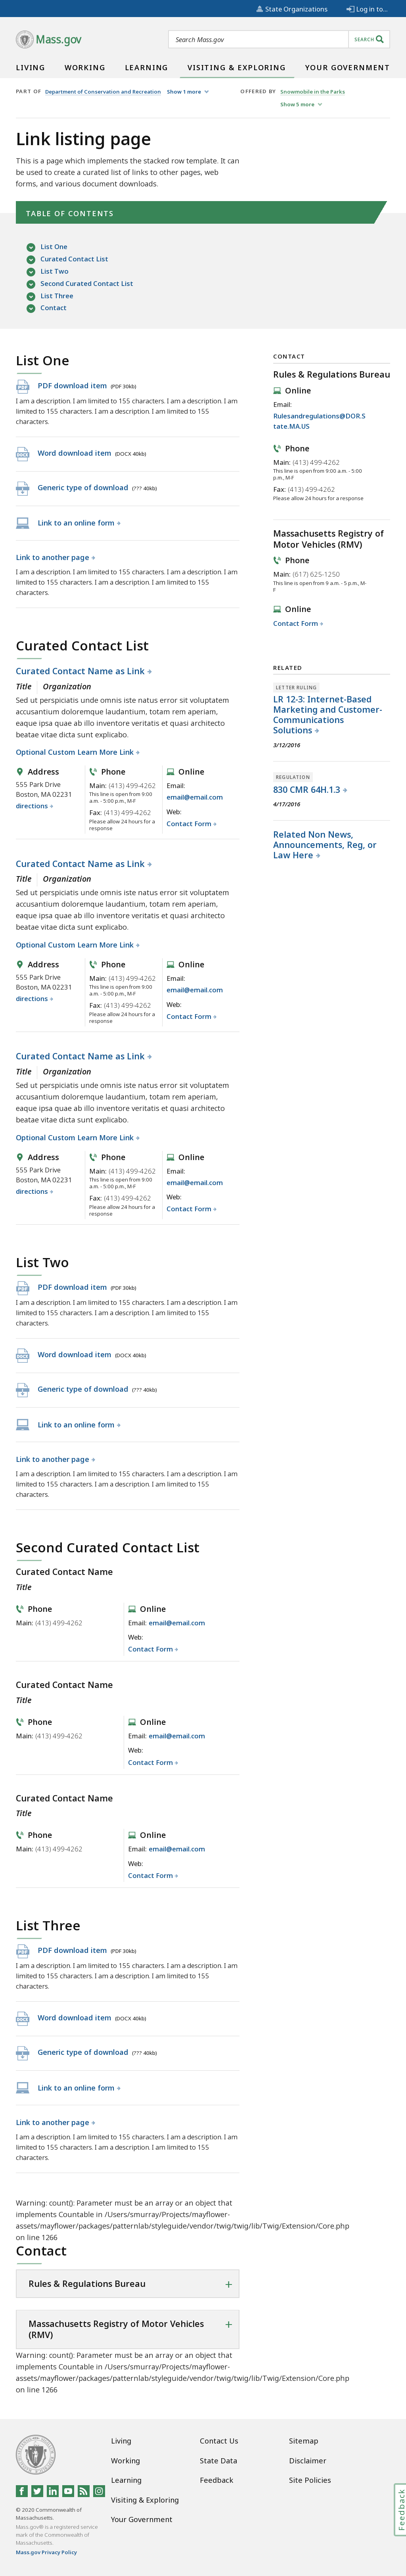 State Organizations
Log in to...
Mass.gov
Search Mass.gov
SEARCH
LIVING
WORKING
LEARNING
VISITING & EXPLORING
YOUR GOVERNMENT
PART OF Department of Conservation and Recreation Show 1 more
OFFERED BY Snowmobile in the Parks
Show 5 more
Link listing page
This is a page which implements the stacked row template. It can
be used to create a curated list of links to other pages, web
forms, and various document downloads.
TABLE OF CONTENTS
List One
Curated Contact List
List Two
Second Curated Contact List
List Three
Contact
List One
PDF download item (PDF 30kb)
I am a description. I am limited to 155 characters. I am a description. I am
limited to 155 characters. I am a description. I am limited to 155
characters.
Word download item (DOCX 40kb)
Generic type of download (??? 40kb)
Link to an online form
Link to another page
I am a description. I am limited to 155 characters. I am a description. I am
limited to 155 characters. I am a description. I am limited to 155
characters.
CONTACT
Rules & Regulations Bureau
Online
Email:
Rulesandregulations@DOR.S
tate.MA.US
Phone
Main: (413) 499-4262
This line is open from 9:00 a.m. - 5:00
p.m., M-F
Fax: (413) 499-4262
Please allow 24 hours for a response
Massachusetts Registry of
Motor Vehicles (RMV)
Phone
Main: (617) 625-1250
This line is open from 9 a.m. - 5 p.m., M-
F
Online
Contact Form
RELATED
LETTER RULING
LR 12-3: Internet-Based
Marketing and Customer-
Communications
Solutions
3/12/2016
REGULATION
830 CMR 64H.1.3
4/17/2016
Related Non News,
Announcements, Reg, or
Law Here
Curated Contact List
Curated Contact Name as Link
Title Organization
Sed ut perspiciatis unde omnis iste natus error sit voluptatem
accusantium doloremque laudantium, totam rem aperiam,
eaque ipsa quae ab illo inventore veritatis et quasi architecto
beatae vitae dicta sunt explicabo.
Optional Custom Learn More Link
Address
555 Park Drive
Boston, MA 02231
directions
Phone
Main: (413) 499-4262
This line is open from 9:00
a.m. - 5:00 p.m., M-F
Fax: (413) 499-4262
Please allow 24 hours for a
response
Online
Email:
email@email.com
Web:
Contact Form
Curated Contact Name as Link
Title Organization
Sed ut perspiciatis unde omnis iste natus error sit voluptatem
accusantium doloremque laudantium, totam rem aperiam,
eaque ipsa quae ab illo inventore veritatis et quasi architecto
beatae vitae dicta sunt explicabo.
Optional Custom Learn More Link
Address
555 Park Drive
Boston, MA 02231
directions
Phone
Main: (413) 499-4262
This line is open from 9:00
a.m. - 5:00 p.m., M-F
Fax: (413) 499-4262
Please allow 24 hours for a
response
Online
Email:
email@email.com
Web:
Contact Form
Curated Contact Name as Link
Title Organization
Sed ut perspiciatis unde omnis iste natus error sit voluptatem
accusantium doloremque laudantium, totam rem aperiam,
eaque ipsa quae ab illo inventore veritatis et quasi architecto
beatae vitae dicta sunt explicabo.
Optional Custom Learn More Link
Address
555 Park Drive
Boston, MA 02231
directions
Phone
Main: (413) 499-4262
This line is open from 9:00
a.m. - 5:00 p.m., M-F
Fax: (413) 499-4262
Please allow 24 hours for a
response
Online
Email:
email@email.com
Web:
Contact Form
List Two
PDF download item (PDF 30kb)
I am a description. I am limited to 155 characters. I am a description. I am
limited to 155 characters. I am a description. I am limited to 155
characters.
Word download item (DOCX 40kb)
Generic type of download (??? 40kb)
Link to an online form
Link to another page
I am a description. I am limited to 155 characters. I am a description. I am
limited to 155 characters. I am a description. I am limited to 155
characters.
Second Curated Contact List
Curated Contact Name
Title
Phone
Main: (413) 499-4262
Online
Email: email@email.com
Web:
Contact Form
Curated Contact Name
Title
Phone
Main: (413) 499-4262
Online
Email: email@email.com
Web:
Contact Form
Curated Contact Name
Title
Phone
Main: (413) 499-4262
Online
Email: email@email.com
Web:
Contact Form
List Three
PDF download item (PDF 30kb)
I am a description. I am limited to 155 characters. I am a description. I am
limited to 155 characters. I am a description. I am limited to 155
characters.
Word download item (DOCX 40kb)
Generic type of download (??? 40kb)
Link to an online form
Link to another page
I am a description. I am limited to 155 characters. I am a description. I am
limited to 155 characters. I am a description. I am limited to 155
characters.
Warning: count(): Parameter must be an array or an object that
implements Countable in /Users/smurray/Projects/mayflower-
assets/mayflower/packages/patternlab/styleguide/vendor/twig/twig/lib/Twig/Extension/Core.php
on line 1266
Contact
Rules & Regulations Bureau
Massachusetts Registry of Motor Vehicles
(RMV)
Warning: count(): Parameter must be an array or an object that
implements Countable in /Users/smurray/Projects/mayflower-
assets/mayflower/packages/patternlab/styleguide/vendor/twig/twig/lib/Twig/Extension/Core.php
on line 1266
Living
Working
Learning
Visiting & Exploring
Your Government
Contact Us
State Data
Feedback
Sitemap
Disclaimer
Site Policies
© 2020 Commonwealth of
Massachusetts.
Mass.gov® is a registered service
mark of the Commonwealth of
Massachusetts.
Mass.gov Privacy Policy
Feedback